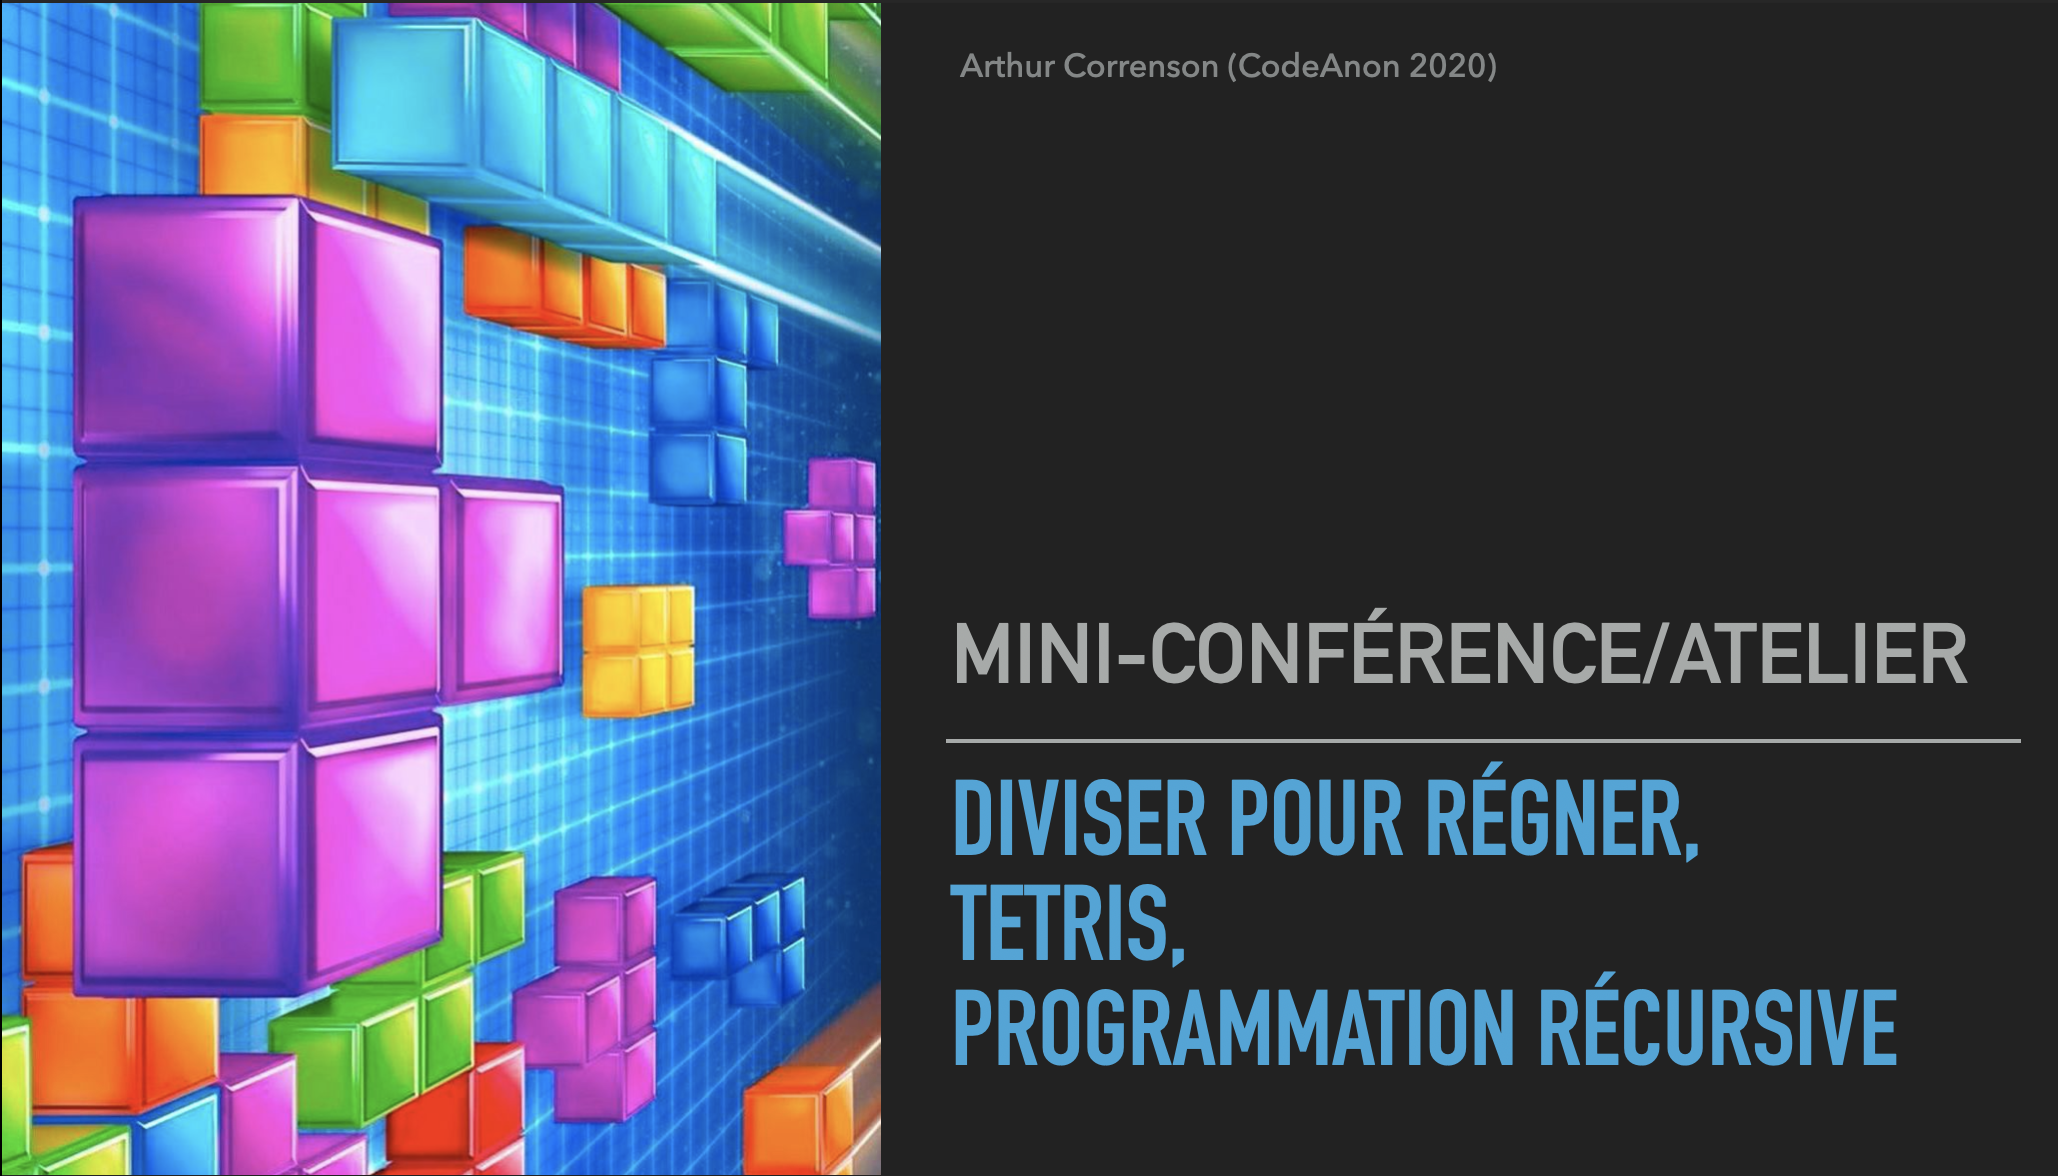 Arthur Correnson (CodeAnon 2020)
MINI-CONFÉRENCE/ATELIER
DIVISER POUR RÉGNER,
TETRIS,
PROGRAMMATION RÉCURSIVE